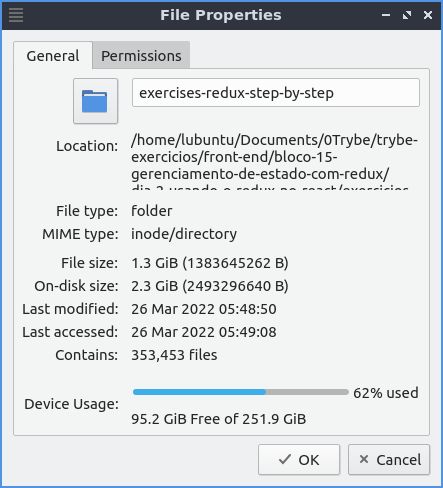 File Properties
General
Permissions
exercises-redux-step-by-step
Location:
/home/lubuntu/Documents/0Trybe/trybe-
exercicios/front-end/bloco-15-
gerenciamento-de-estado-com-redux/
File type:
folder
MIME type:
inode/directory
File size:
1.3 GiB (1383645262 B)
On-disk size:
2.3 GiB (2493296640 B)
Last modified:
26 Mar 2022 05:48:50
Last accessed:
26 Mar 2022 05:49:08
Contains:
353,453 files
Device Usage:
62% used
95.2 GiB Free of 251.9 GiB
OK
Cancel